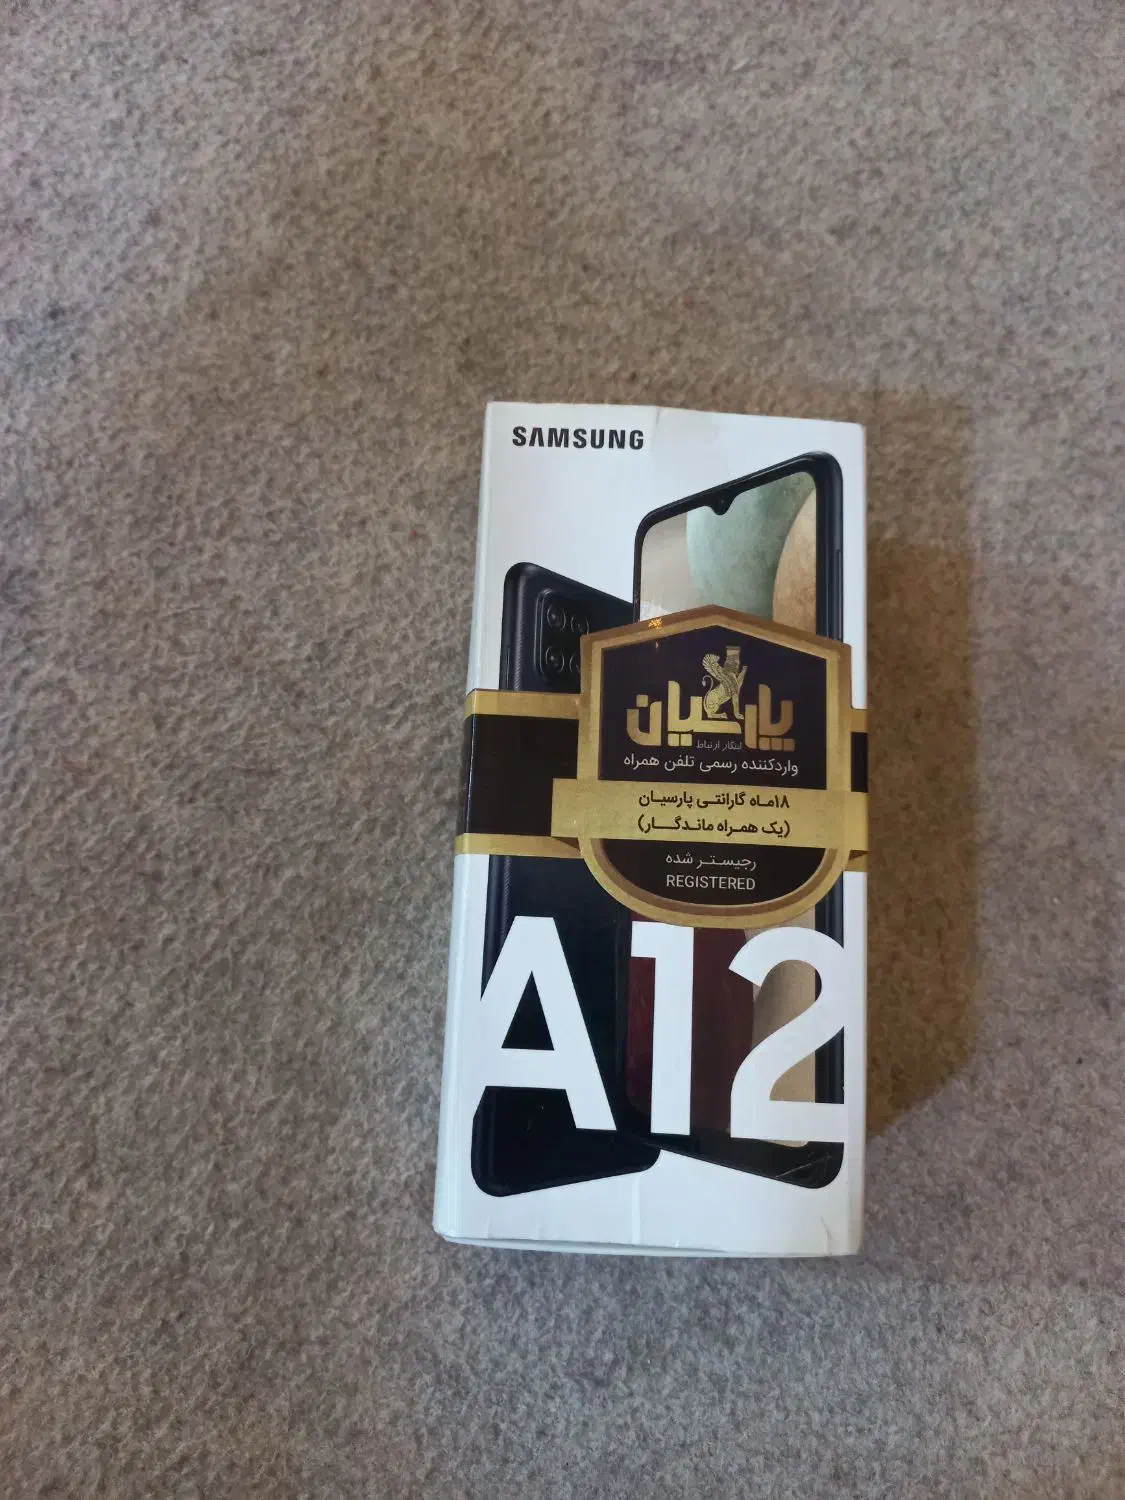 SAMSUNG
پارسیان
ابتکار ارتباط
واردکننده رسمی تلفن همراه
۱۸ماه گارانتی پارسیان
(یک همراه ماندگار)
رجیستر شده
REGISTERED
A12